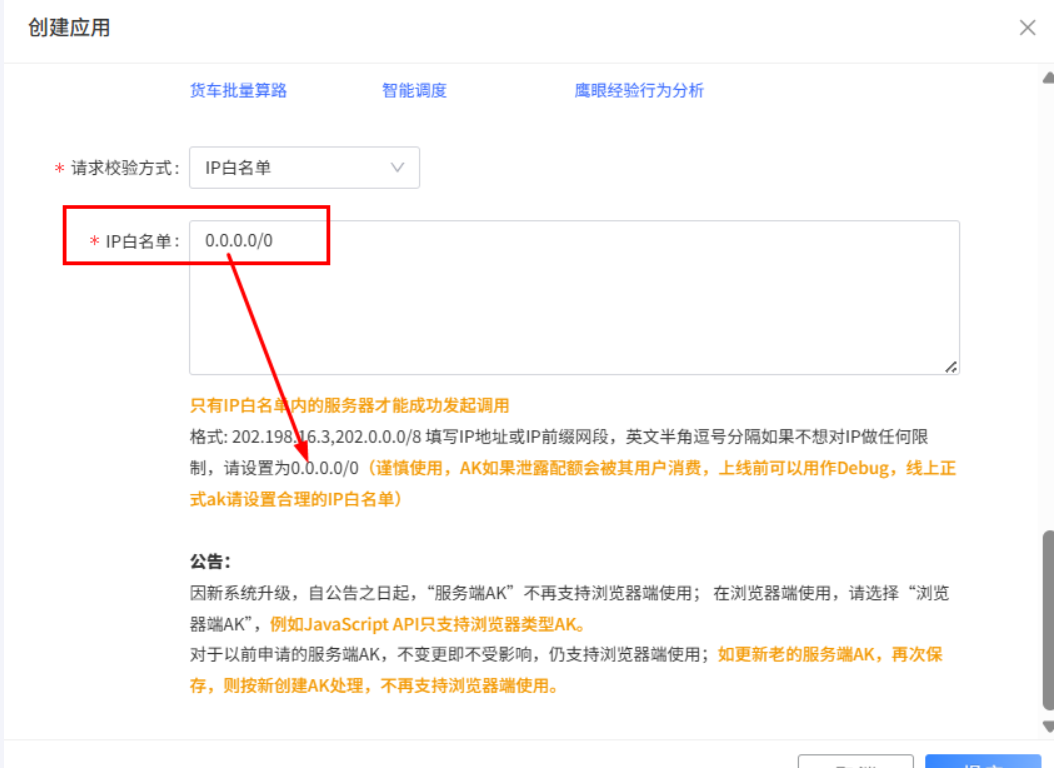 创建应用
货车批量算路 智能调度 鹰眼经验行为分析
* 请求校验方式: IP白名单
* IP白名单: 0.0.0.0/0
只有IP白名单内的服务器才能成功发起调用
格式: 202.198.16.3,202.0.0.0/8 填写IP地址或IP前缀网段，英文半角逗号分隔如果不想对IP做任何限
制，请设置为0.0.0.0/0（谨慎使用，AK如果泄露配额会被其用户消费，上线前可以用作Debug，线上正
式ak请设置合理的IP白名单）
公告：
因新系统升级，自公告之日起，“服务端AK”不再支持浏览器端使用； 在浏览器端使用，请选择“浏览
器端AK”，例如JavaScript API只支持浏览器类型AK。
对于以前申请的服务端AK，不变更即不受影响，仍支持浏览器端使用；如更新老的服务端AK，再次保
存，则按新创建AK处理，不再支持浏览器端使用。